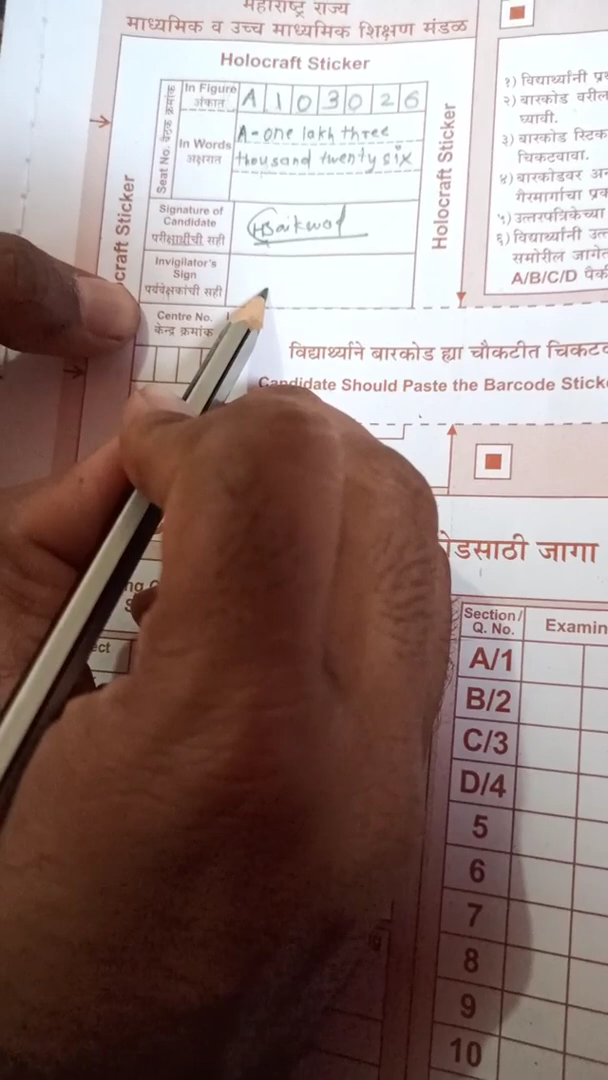 महाराष्ट्र राज्य
माध्यमिक व उच्च माध्यमिक शिक्षण मंडळ
Holocraft Sticker
Seat No. बैठक क्रमांक
In Figure
अंकात
A 1 0 3 0 2 6
In Words
अक्षरात
A-one lakh three
thousand twenty six
Signature of
Candidate
परीक्षार्थीची सही
Invigilator's
Sign
पर्यवेक्षकांची सही
Centre No.
केन्द्र क्रमांक
craft Sticker
Holocraft Sticker
१) विद्यार्थ्यांनी प्र
२) बारकोड वरील
घ्यावी.
३) बारकोड स्टिक
चिकटवावा.
४) बारकोडवर अ
गैरमार्गाचा प्रक
५) उत्तरपत्रिकेच्या
६) विद्यार्थ्यांनी उत्त
समोरील जागेत
A/B/C/D पैकी
विद्यार्थ्याने बारकोड ह्या चौकटीत चिकटव
Candidate Should Paste the Barcode Sticke
डसाठी जागा
ect
Section/
Q. No.
Examin
A/1
B/2
C/3
D/4
5
6
7
8
9
10